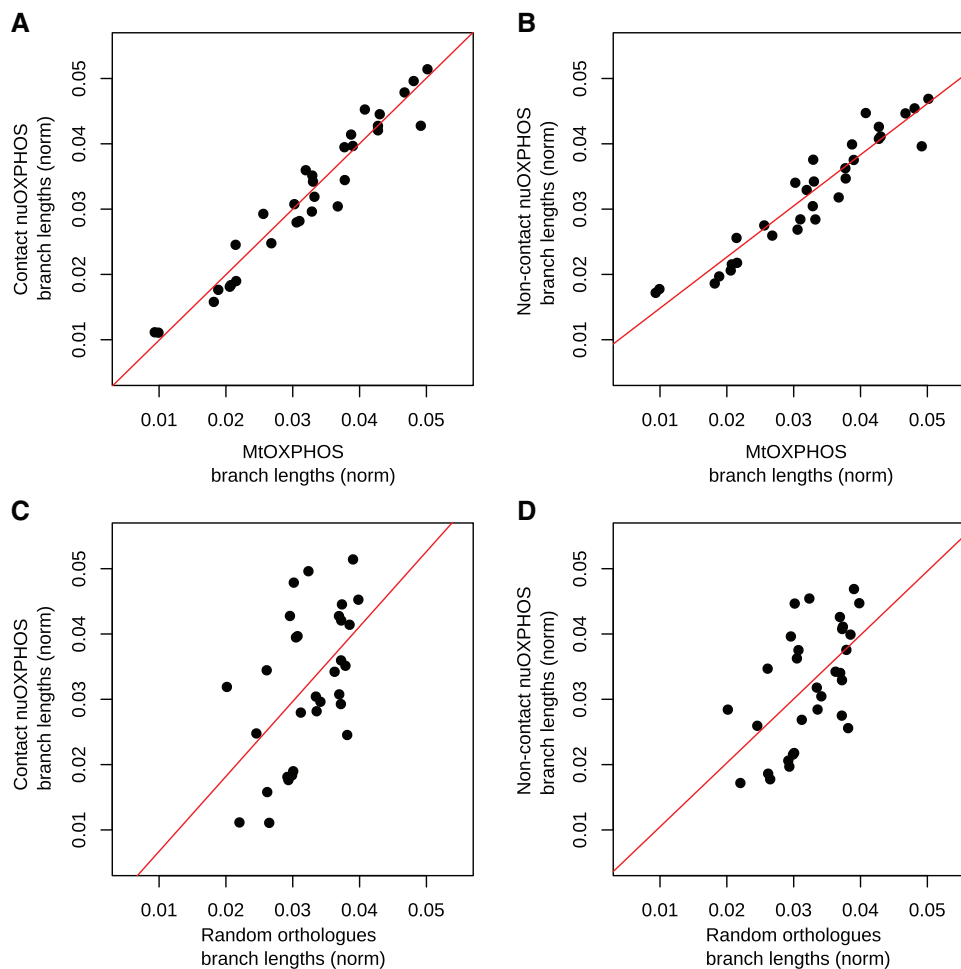 A
Contact nuOXPHOS
branch lengths (norm)
0.05
0.04
0.03
0.02
0.01
0.01 0.02 0.03 0.04 0.05
MtOXPHOS
branch lengths (norm)
B
Non-contact nuOXPHOS
branch lengths (norm)
0.05
0.04
0.03
0.02
0.01
0.01 0.02 0.03 0.04 0.05
MtOXPHOS
branch lengths (norm)
C
Contact nuOXPHOS
branch lengths (norm)
0.05
0.04
0.03
0.02
0.01
0.01 0.02 0.03 0.04 0.05
Random orthologues
branch lengths (norm)
D
Non-contact nuOXPHOS
branch lengths (norm)
0.05
0.04
0.03
0.02
0.01
0.01 0.02 0.03 0.04 0.05
Random orthologues
branch lengths (norm)